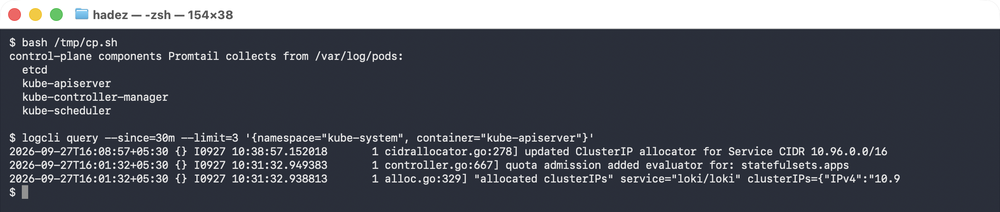 hadez — -zsh — 154×38
$ bash /tmp/cp.sh
control-plane components Promtail collects from /var/log/pods:
  etcd
  kube-apiserver
  kube-controller-manager
  kube-scheduler

$ logcli query --since=30m --limit=3 '{namespace="kube-system", container="kube-apiserver"}'
2026-09-27T16:08:57+05:30 {} I0927 10:38:57.152018       1 cidrallocator.go:278] updated ClusterIP allocator for Service CIDR 10.96.0.0/16
2026-09-27T16:01:32+05:30 {} I0927 10:31:32.949383       1 controller.go:667] quota admission added evaluator for: statefulsets.apps
2026-09-27T16:01:32+05:30 {} I0927 10:31:32.938813       1 alloc.go:329] "allocated clusterIPs" service="loki/loki" clusterIPs={"IPv4":"10.9
$